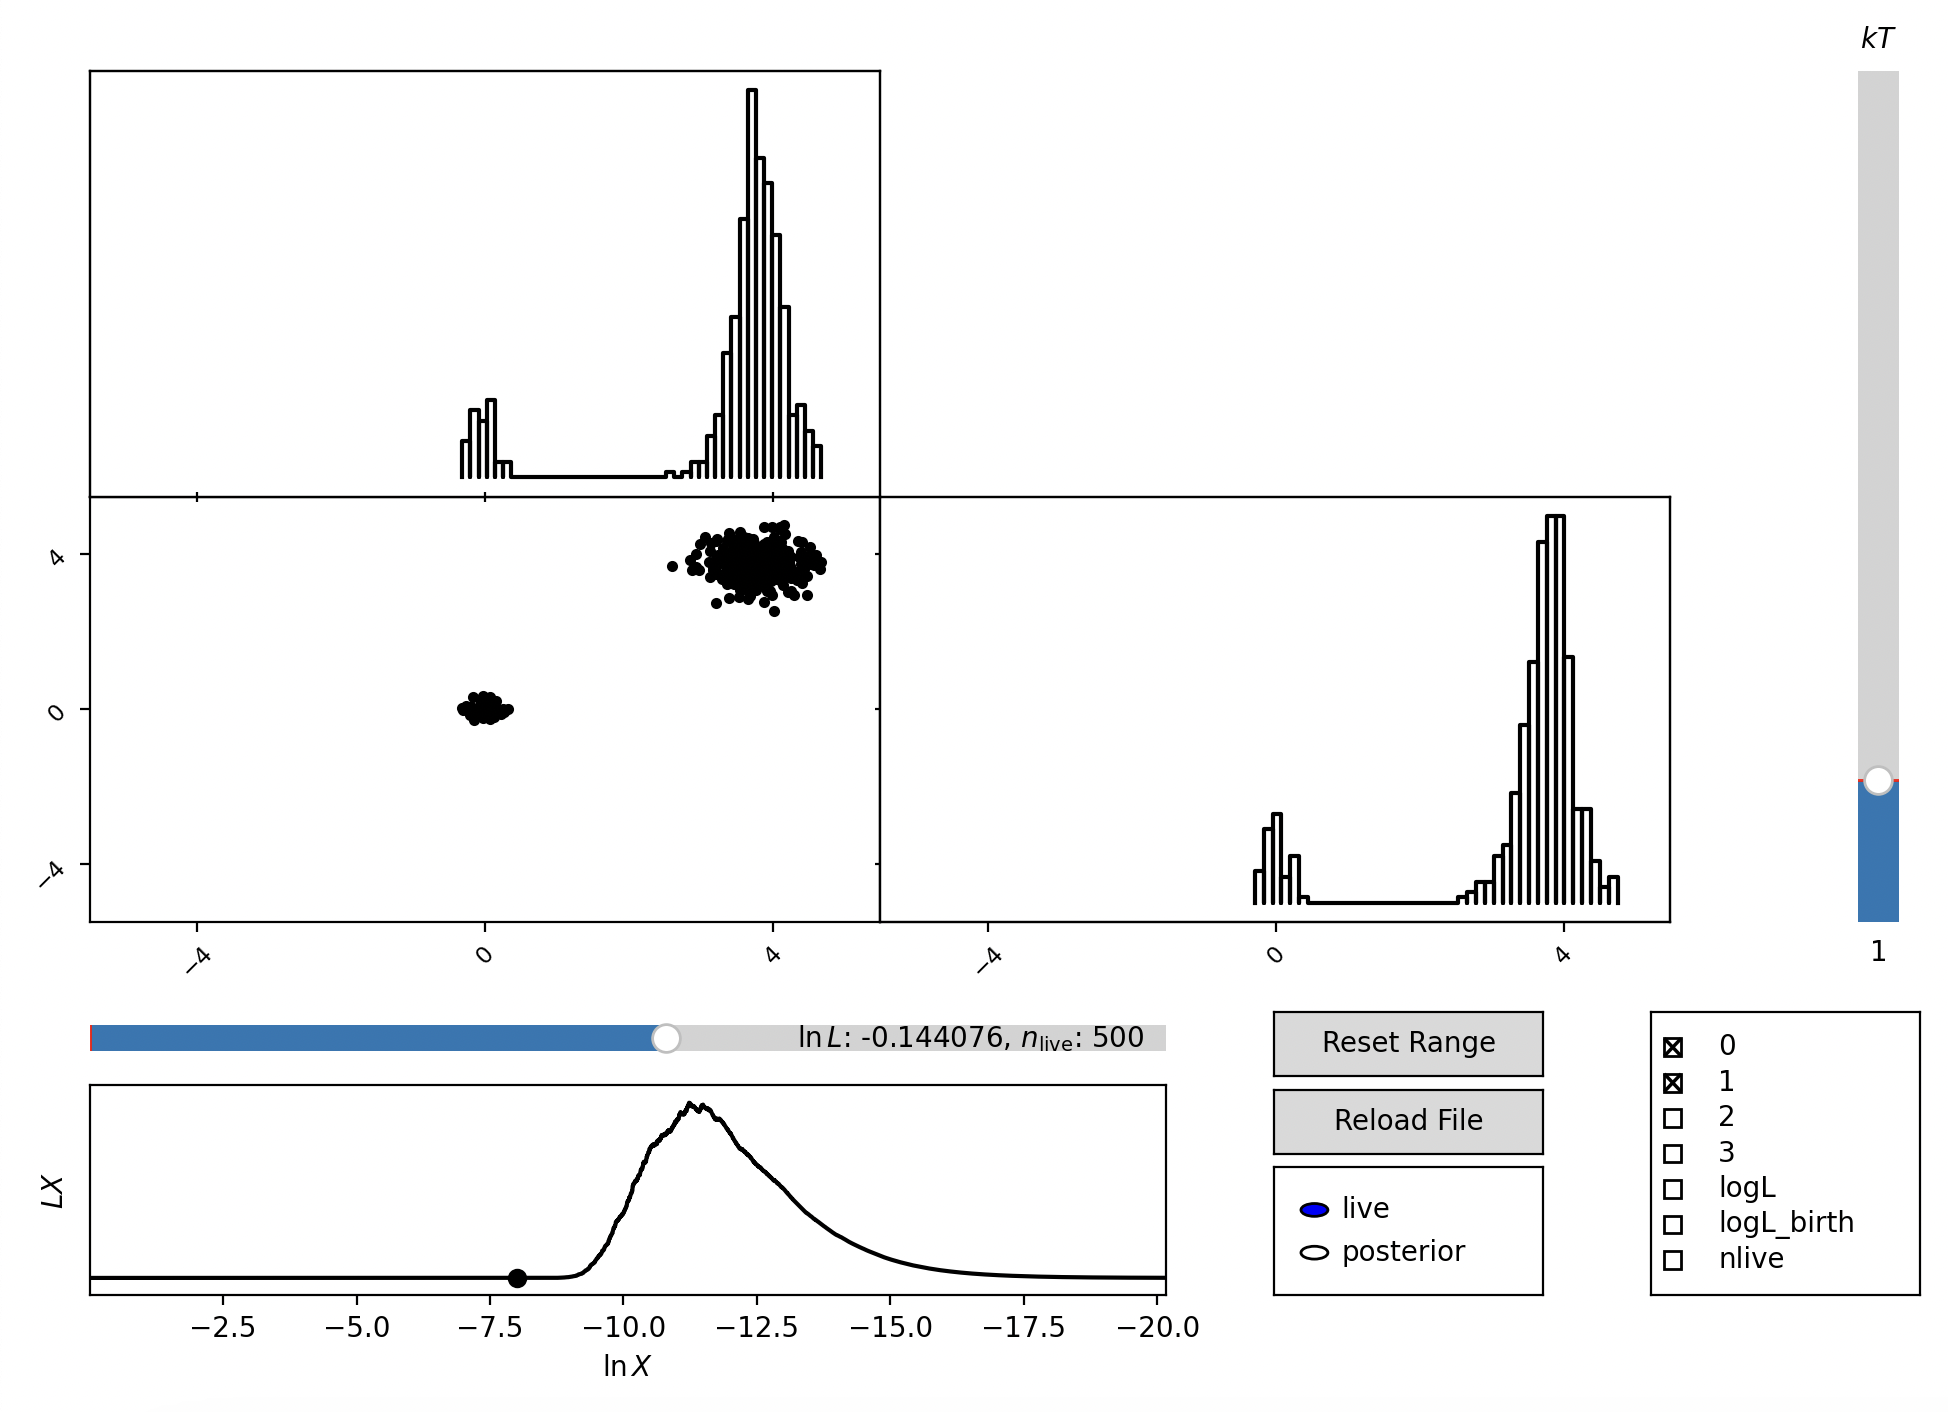 kT
4
0
−4
−4
0
4
−4
0
4
1
ln L: -0.144076, nlive: 500
LX
−2.5 −5.0 −7.5 −10.0 −12.5 −15.0 −17.5 −20.0
ln X
Reset Range
Reload File
live
posterior
0
1
2
3
logL
logL_birth
nlive